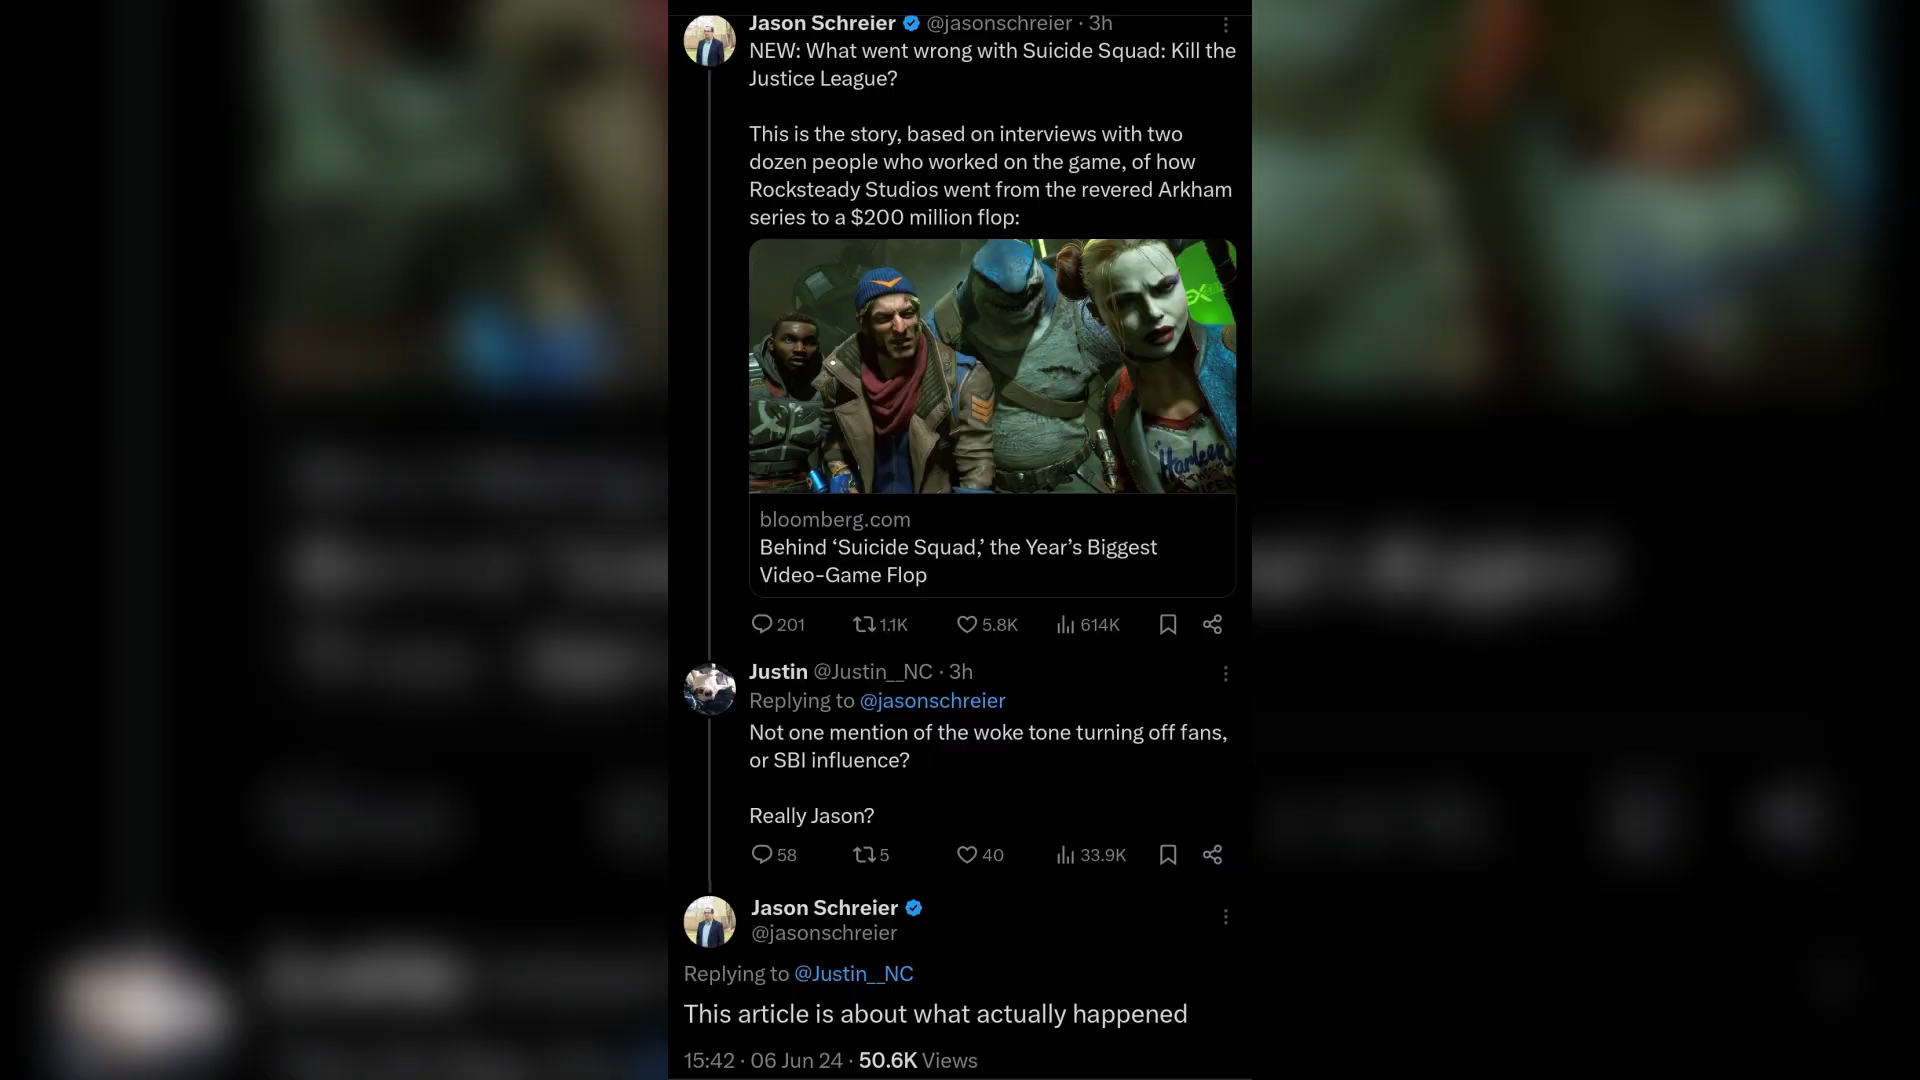 Jason Schreier @jasonschreier · 3h
NEW: What went wrong with Suicide Squad: Kill the
Justice League?
This is the story, based on interviews with two
dozen people who worked on the game, of how
Rocksteady Studios went from the revered Arkham
series to a $200 million flop:
EX
Harleen
THE
QUEEN
bloomberg.com
Behind ‘Suicide Squad,’ the Year’s Biggest
Video-Game Flop
201 1.1K 5.8K 614K
Justin @Justin__NC · 3h
Replying to @jasonschreier
Not one mention of the woke tone turning off fans,
or SBI influence?
Really Jason?
58 5 40 33.9K
Jason Schreier
@jasonschreier
Replying to @Justin__NC
This article is about what actually happened
15:42 · 06 Jun 24 · 50.6K Views